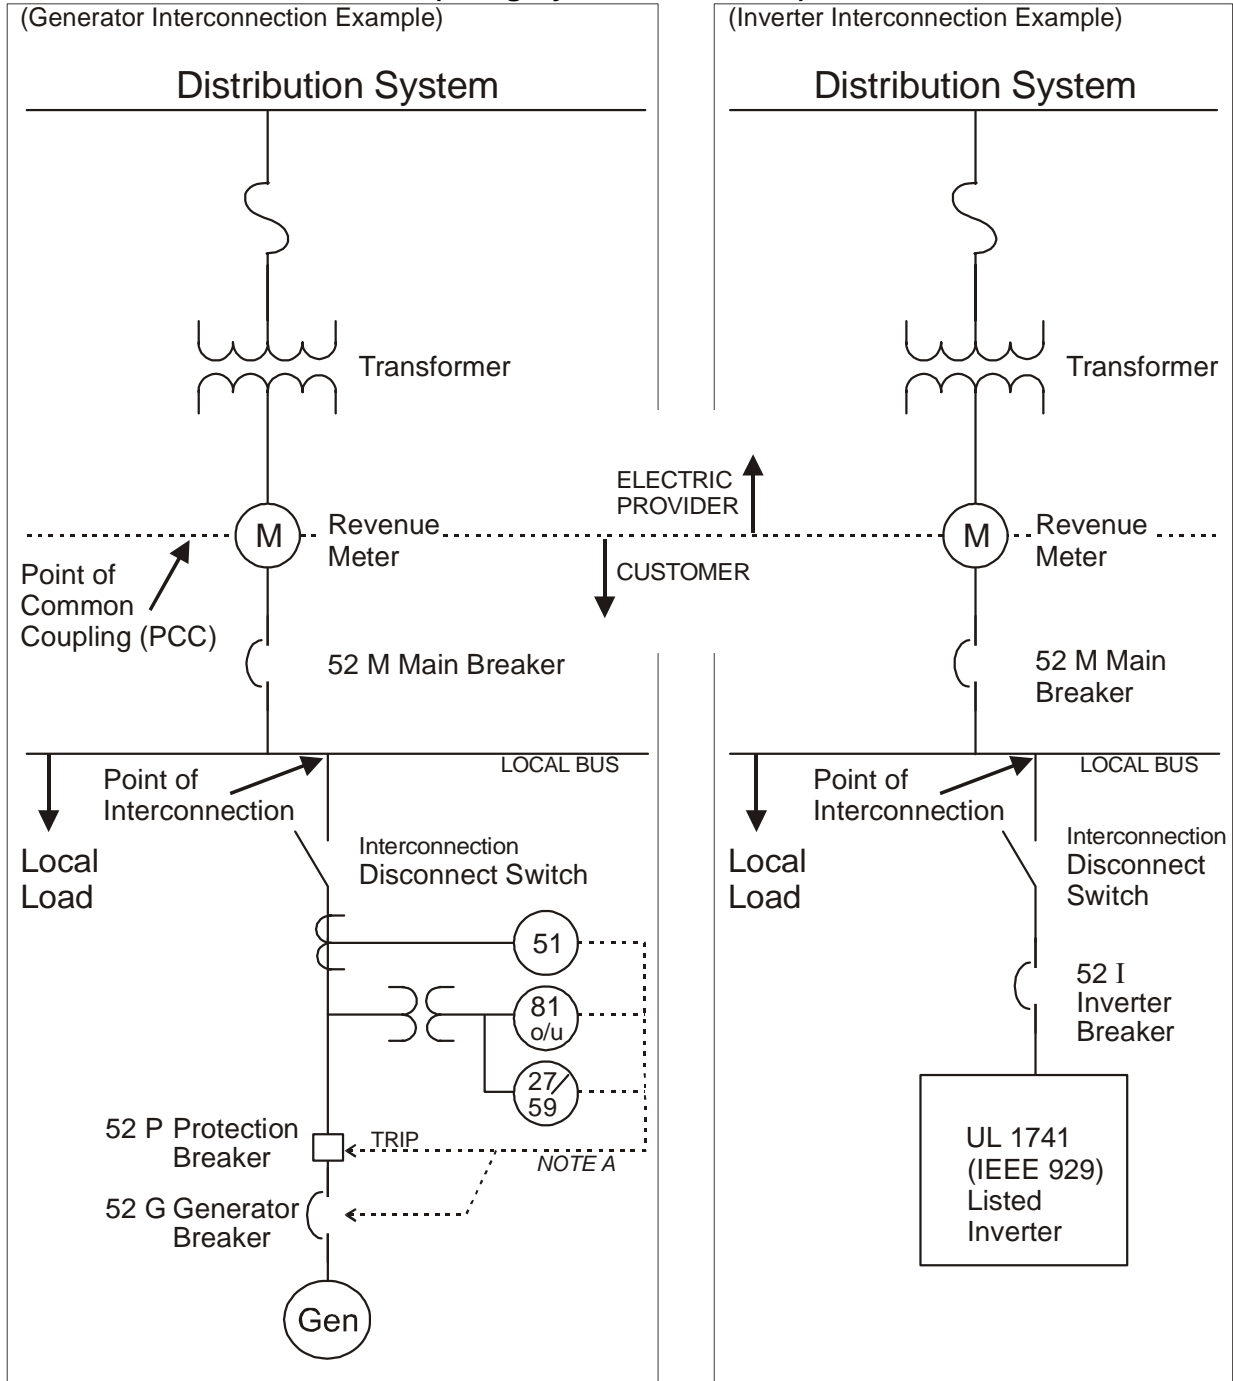 (Generator Interconnection Example)
Distribution System
Transformer
M
Revenue
Meter
Point of
Common
Coupling (PCC)
52 M Main Breaker
ELECTRIC
PROVIDER
CUSTOMER
LOCAL BUS
Point of
Interconnection
Local
Load
Interconnection
Disconnect Switch
51
81
o/u
27/
59
52 P Protection
Breaker
TRIP
NOTE A
52 G Generator
Breaker
Gen
(Inverter Interconnection Example)
Distribution System
Transformer
M
Revenue
Meter
52 M Main
Breaker
LOCAL BUS
Point of
Interconnection
Local
Load
Interconnection
Disconnect
Switch
52 I
Inverter
Breaker
UL 1741
(IEEE 929)
Listed
Inverter